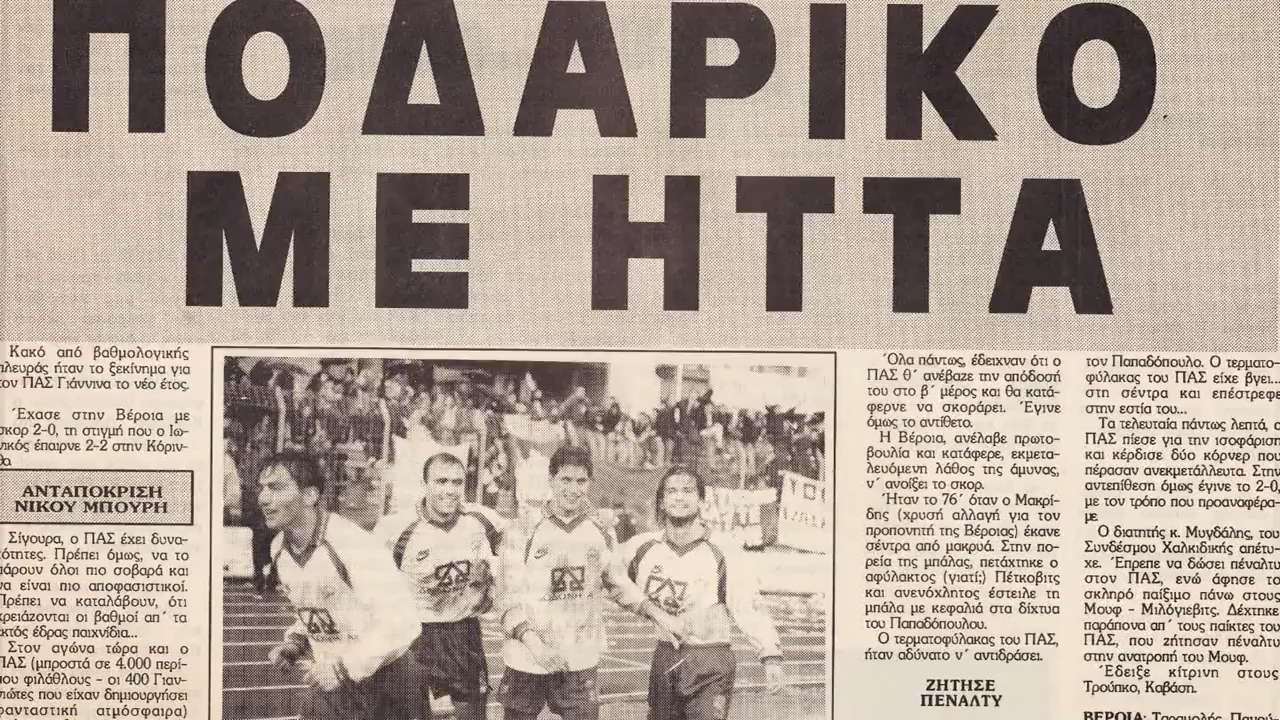 ΠΟΔΑΡΙΚΟ
ΜΕ ΗΤΤΑ
Κακό από βαθμολογικής
πλευράς ήταν το ξεκίνημα για
τον ΠΑΣ Γιάννινα το νέο έτος.
Έχασε στην Βέροια με
σκορ 2-0, τη στιγμή που ο Ιω-
νικός έπαιρνε 2-2 στην Κόριν-
θο
ΑΝΤΑΠΟΚΡΙΣΗ
ΝΙΚΟΥ ΜΠΟΥΡΗ
Σίγουρα, ο ΠΑΣ έχει δυνα-
τότητες. Πρέπει όμως, να το
πάρουν όλοι πιο σοβαρά και
να είναι πιο αποφασιστικοί.
Πρέπει να καταλάβουν, ότι
χρειάζονται οι βαθμοί απ΄ τα
εκτός έδρας παιχνίδια...
Στον αγώνα τώρα και ο
ΠΑΣ (μπροστά σε 4.000 περί-
που φιλάθλους - οι 400 Γιαν-
νιώτες που είχαν δημιουργήσει
φανταστική ατμόσφαιρα)
Όλα πάντως, έδειχναν ότι ο
ΠΑΣ θ΄ ανέβαζε την απόδοσή
του στο β΄ μέρος και θα κατά-
φερνε να σκοράρει. Έγινε
όμως το αντίθετο.
Η Βέροια, ανέλαβε πρωτο-
βουλία και κατάφερε, εκμετα-
λευόμενη λάθος της άμυνας,
ν΄ ανοίξει το σκορ.
Ήταν το 76΄ όταν ο Μακρί-
δης (χρυσή αλλαγή για τον
προπονητή της Βέροιας) έκανε
σέντρα από μακρυά. Στην πο-
ρεία της μπάλας, πετάχτηκε ο
αφύλακτος (γιατί;) Πέτκοβιτς
και ανενόχλητος έστειλε τη
μπάλα με κεφαλιά στα δίχτυα
του Παπαδόπουλου.
Ο τερματοφύλακας του ΠΑΣ,
ήταν αδύνατο ν΄ αντιδράσει.
ΖΗΤΗΣΕ
ΠΕΝΑΛΤΥ
τον Παπαδόπουλο. Ο τερματο-
φύλακας του ΠΑΣ είχε βγει...
στη σέντρα και επέστρεφε
στην εστία του...
Τα τελευταία πάντως λεπτά, ο
ΠΑΣ πίεσε για την ισοφάριση
και κέρδισε δύο κόρνερ που
πέρασαν ανεκμετάλλευτα. Στην
αντεπίθεση όμως έγινε το 2-0,
με τον τρόπο που προαναφέρα-
με
Ο διαιτητής κ. Μυγδάλης, του
Συνδέσμου Χαλκιδικής απέτυ-
χε. Έπρεπε να δώσει πέναλτυ
στον ΠΑΣ, ενώ άφησε το
σκληρό παίξιμο πάνω στους
Μουφ - Μιλόγιεβιτς. Δέχτηκε
παράπονα απ΄ τους παίκτες του
ΠΑΣ, που ζήτησαν πέναλτυ
στην ανατροπή του Μουφ.
Έδειξε κίτρινη στους
Τρούπκο, Καβάση.
ΒΕΡΟΙΑ: